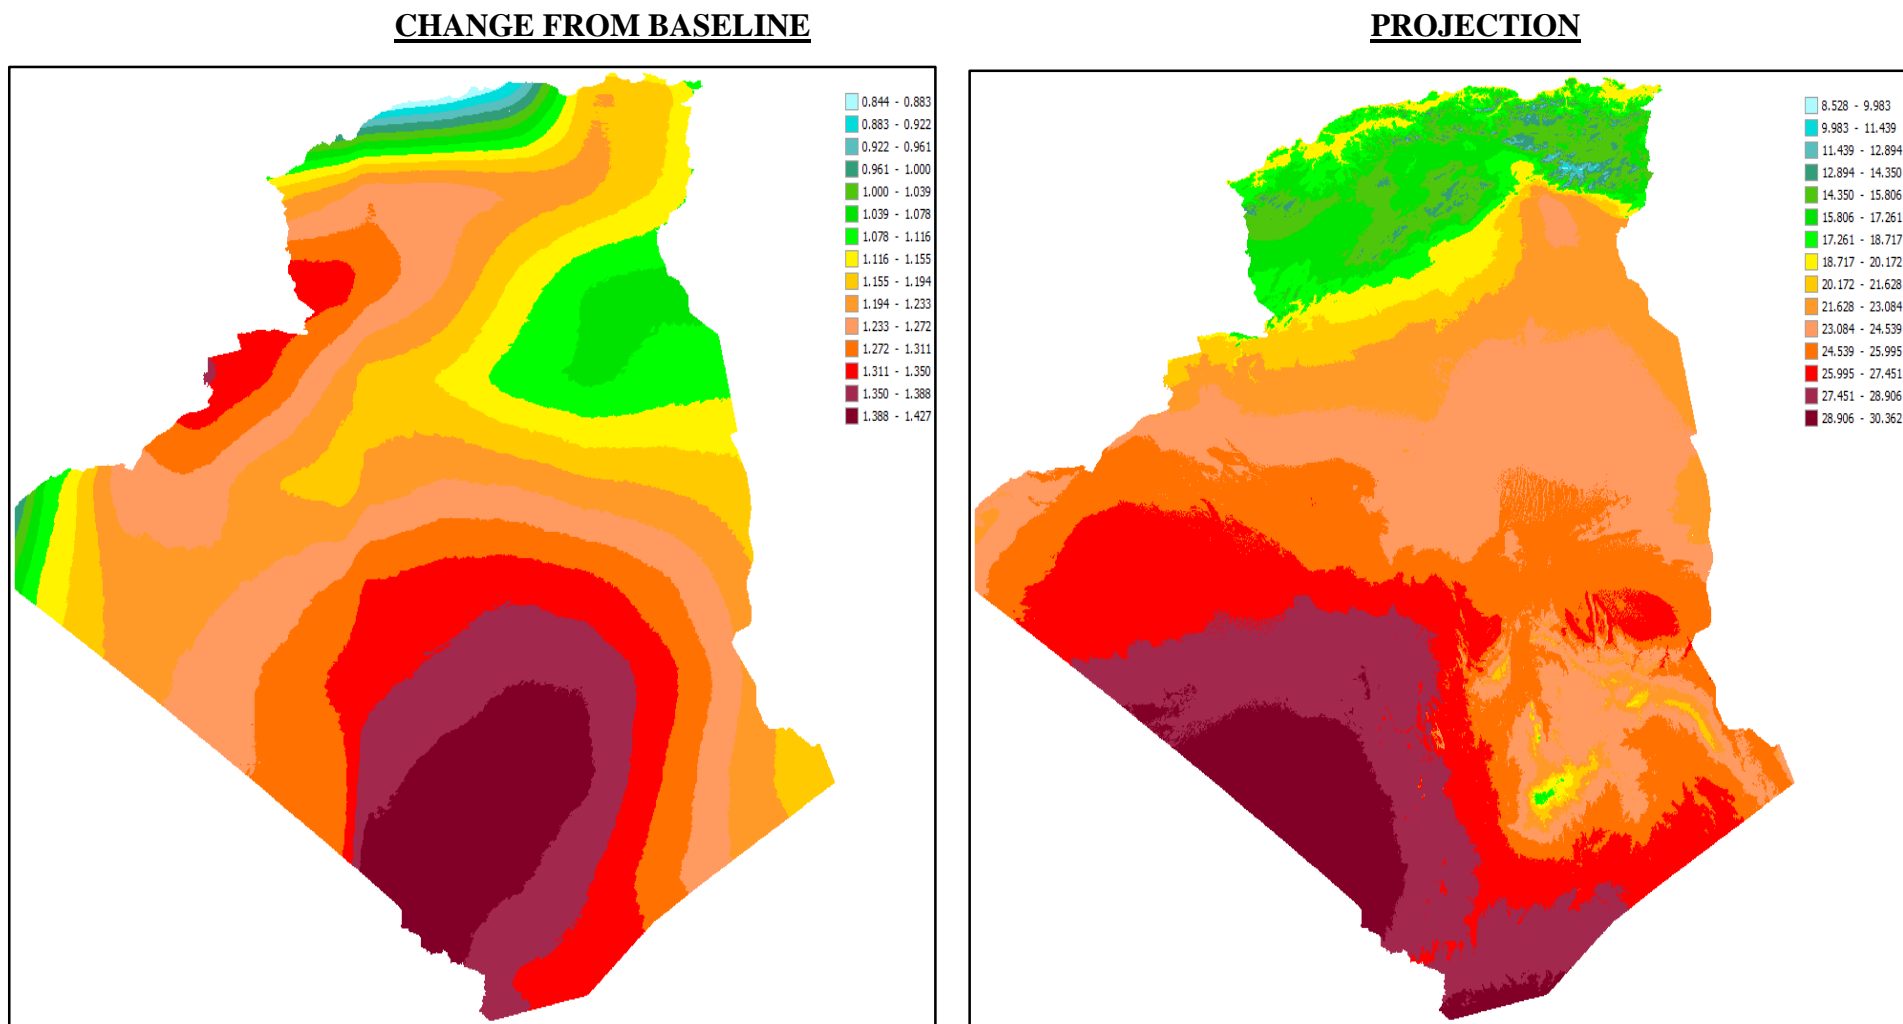 CHANGE FROM BASELINE
PROJECTION
0.844 - 0.883
0.883 - 0.922
0.922 - 0.961
0.961 - 1.000
1.000 - 1.039
1.039 - 1.078
1.078 - 1.116
1.116 - 1.155
1.155 - 1.194
1.194 - 1.233
1.233 - 1.272
1.272 - 1.311
1.311 - 1.350
1.350 - 1.388
1.388 - 1.427
8.528 - 9.983
9.983 - 11.439
11.439 - 12.894
12.894 - 14.350
14.350 - 15.806
15.806 - 17.261
17.261 - 18.717
18.717 - 20.172
20.172 - 21.628
21.628 - 23.084
23.084 - 24.539
24.539 - 25.995
25.995 - 27.451
27.451 - 28.906
28.906 - 30.362